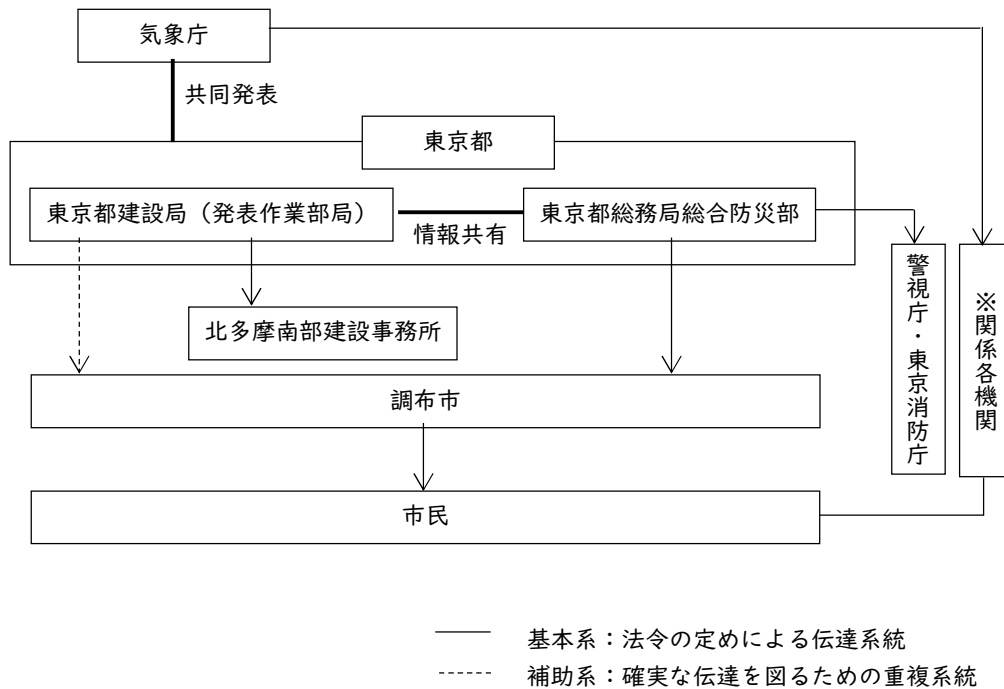 気象庁
共同発表
東京都
東京都建設局（発表作業部局）
情報共有
東京都総務局総合防災部
北多摩南部建設事務所
警視庁・東京消防庁
※関係各機関
調布市
市民
基本系：法令の定めによる伝達系統
補助系：確実な伝達を図るための重複系統